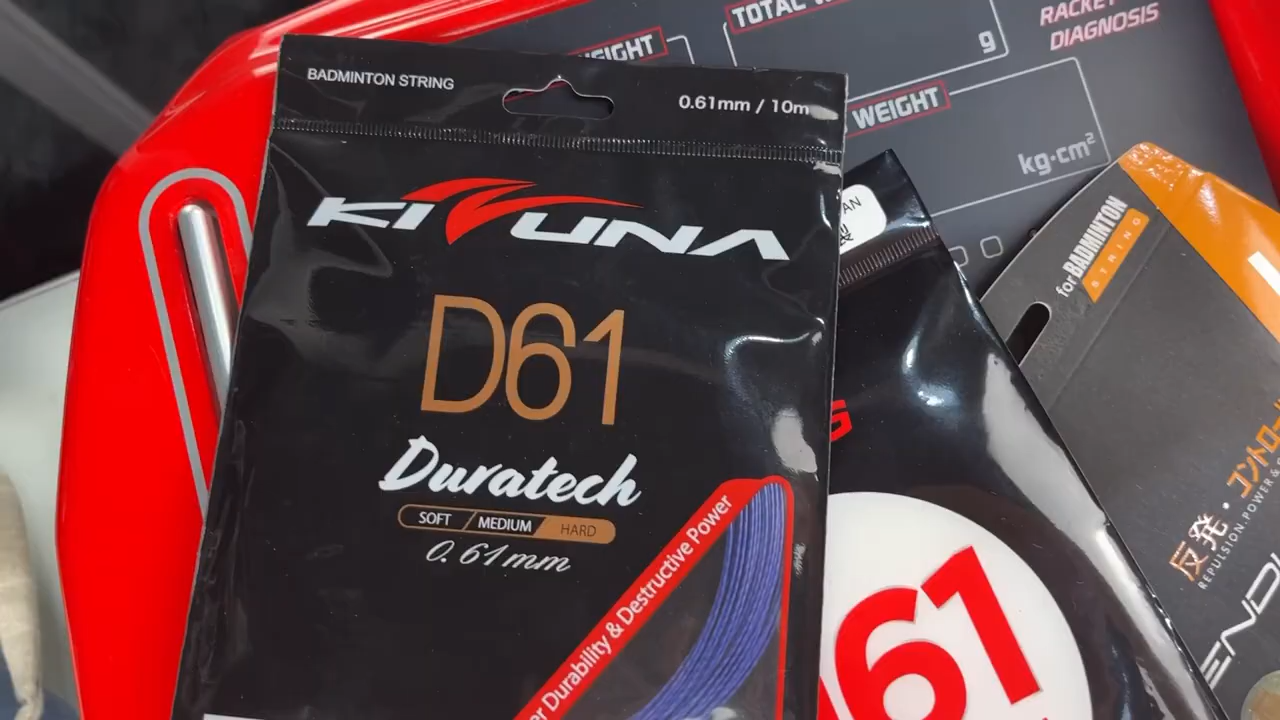 BADMINTON STRING
0.61mm / 10m
KIZUNA
D61
Duratech
SOFT / MEDIUM / HARD
0.61mm
Durability & Destructive Power
TOTAL
g
RACKET
DIAGNOSIS
WEIGHT
kg·cm²
61
for BADMINTON
STRING
反発・コントロール
REPULSION.POWER &